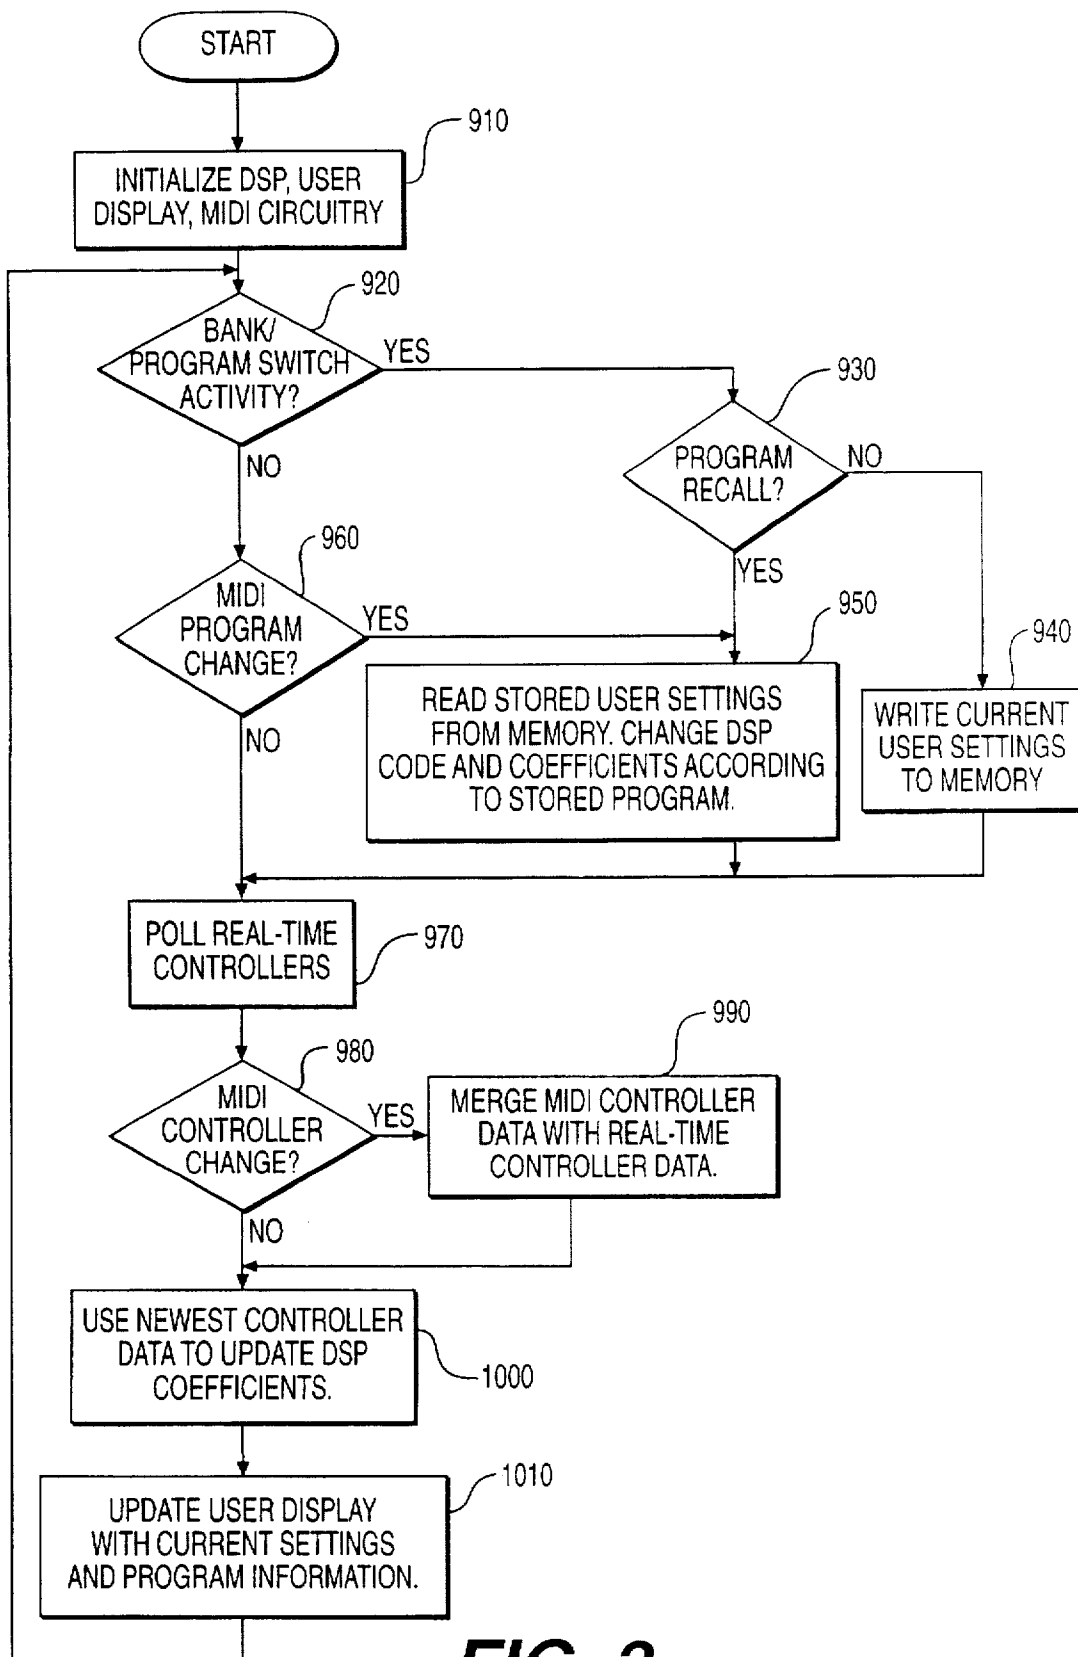 START
910
INITIALIZE DSP, USER
DISPLAY, MIDI CIRCUITRY
920
BANK/
PROGRAM SWITCH
ACTIVITY?
YES
NO
930
PROGRAM
RECALL?
NO
YES
960
MIDI
PROGRAM
CHANGE?
YES
NO
950
READ STORED USER SETTINGS
FROM MEMORY. CHANGE DSP
CODE AND COEFFICIENTS ACCORDING
TO STORED PROGRAM.
940
WRITE CURRENT
USER SETTINGS
TO MEMORY
POLL REAL-TIME
CONTROLLERS
970
980
MIDI
CONTROLLER
CHANGE?
YES
NO
990
MERGE MIDI CONTROLLER
DATA WITH REAL-TIME
CONTROLLER DATA.
USE NEWEST CONTROLLER
DATA TO UPDATE DSP
COEFFICIENTS.
1000
1010
UPDATE USER DISPLAY
WITH CURRENT SETTINGS
AND PROGRAM INFORMATION.
FIG.